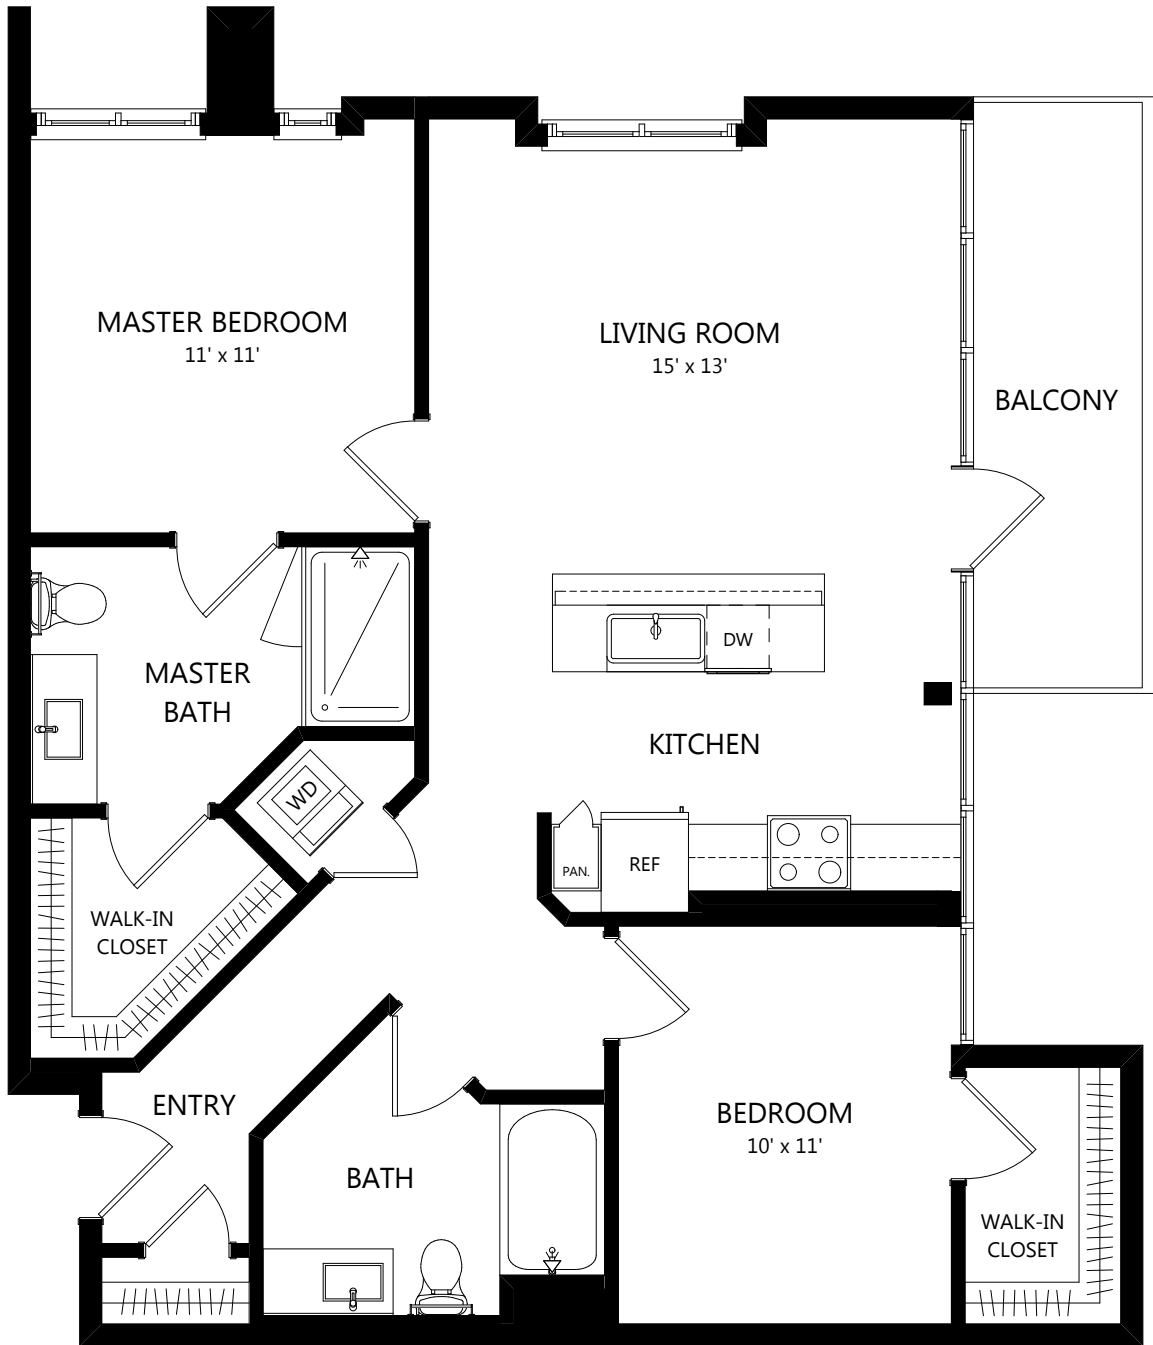 MASTER BEDROOM
11' x 11'
LIVING ROOM
15' x 13'
BALCONY
DW
MASTER
BATH
KITCHEN
WD
PAN.
REF
WALK-IN
CLOSET
ENTRY
BEDROOM
10' x 11'
BATH
WALK-IN
CLOSET